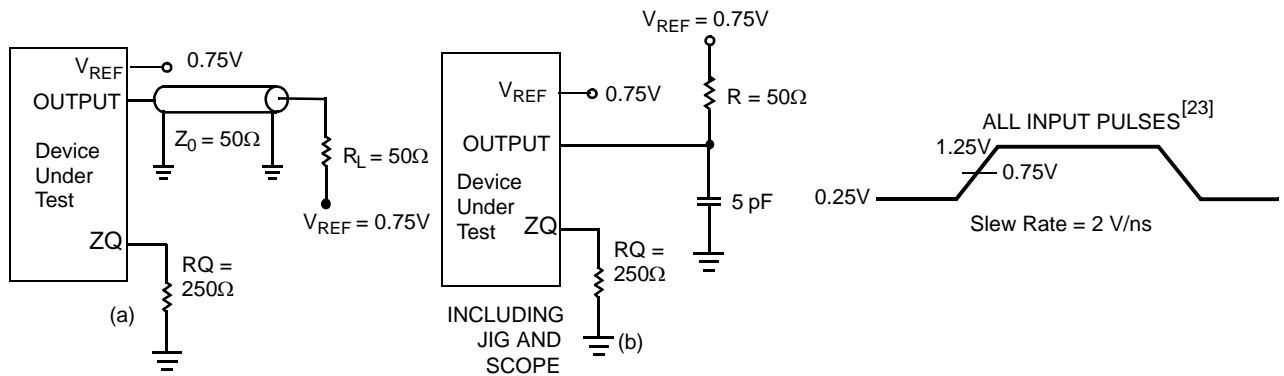 V_REF 0.75V
OUTPUT
Z_0 = 50Ω
Device
Under
Test
R_L = 50Ω
V_REF = 0.75V
ZQ
RQ =
250Ω
(a)
V_REF = 0.75V
V_REF 0.75V
R = 50Ω
OUTPUT
Device
Under
Test
5 pF
ZQ
RQ =
250Ω
INCLUDING
JIG AND
SCOPE
(b)
ALL INPUT PULSES[23]
1.25V
0.75V
0.25V
Slew Rate = 2 V/ns